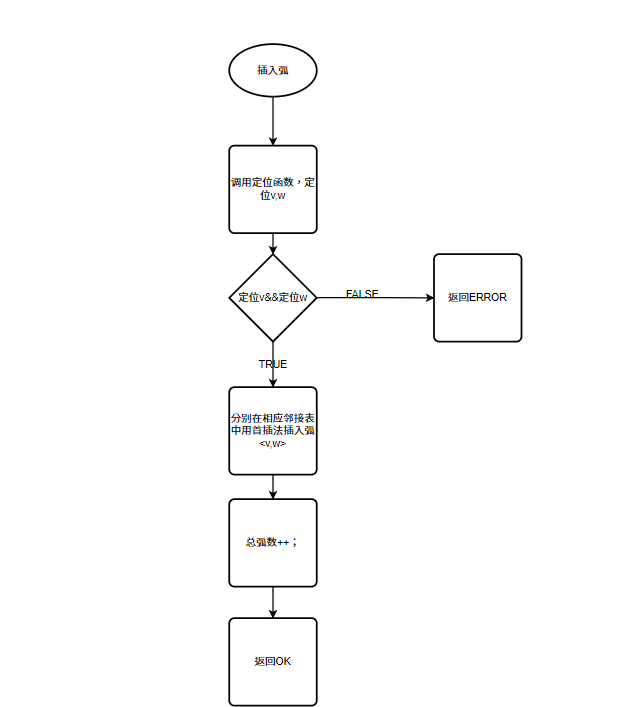 插入弧
调用定位函数，定
位v,w
定位v&&定位w
FALSE
返回ERROR
TRUE
分别在相应邻接表
中用首插法插入弧
<v,w>
总弧数++；
返回OK